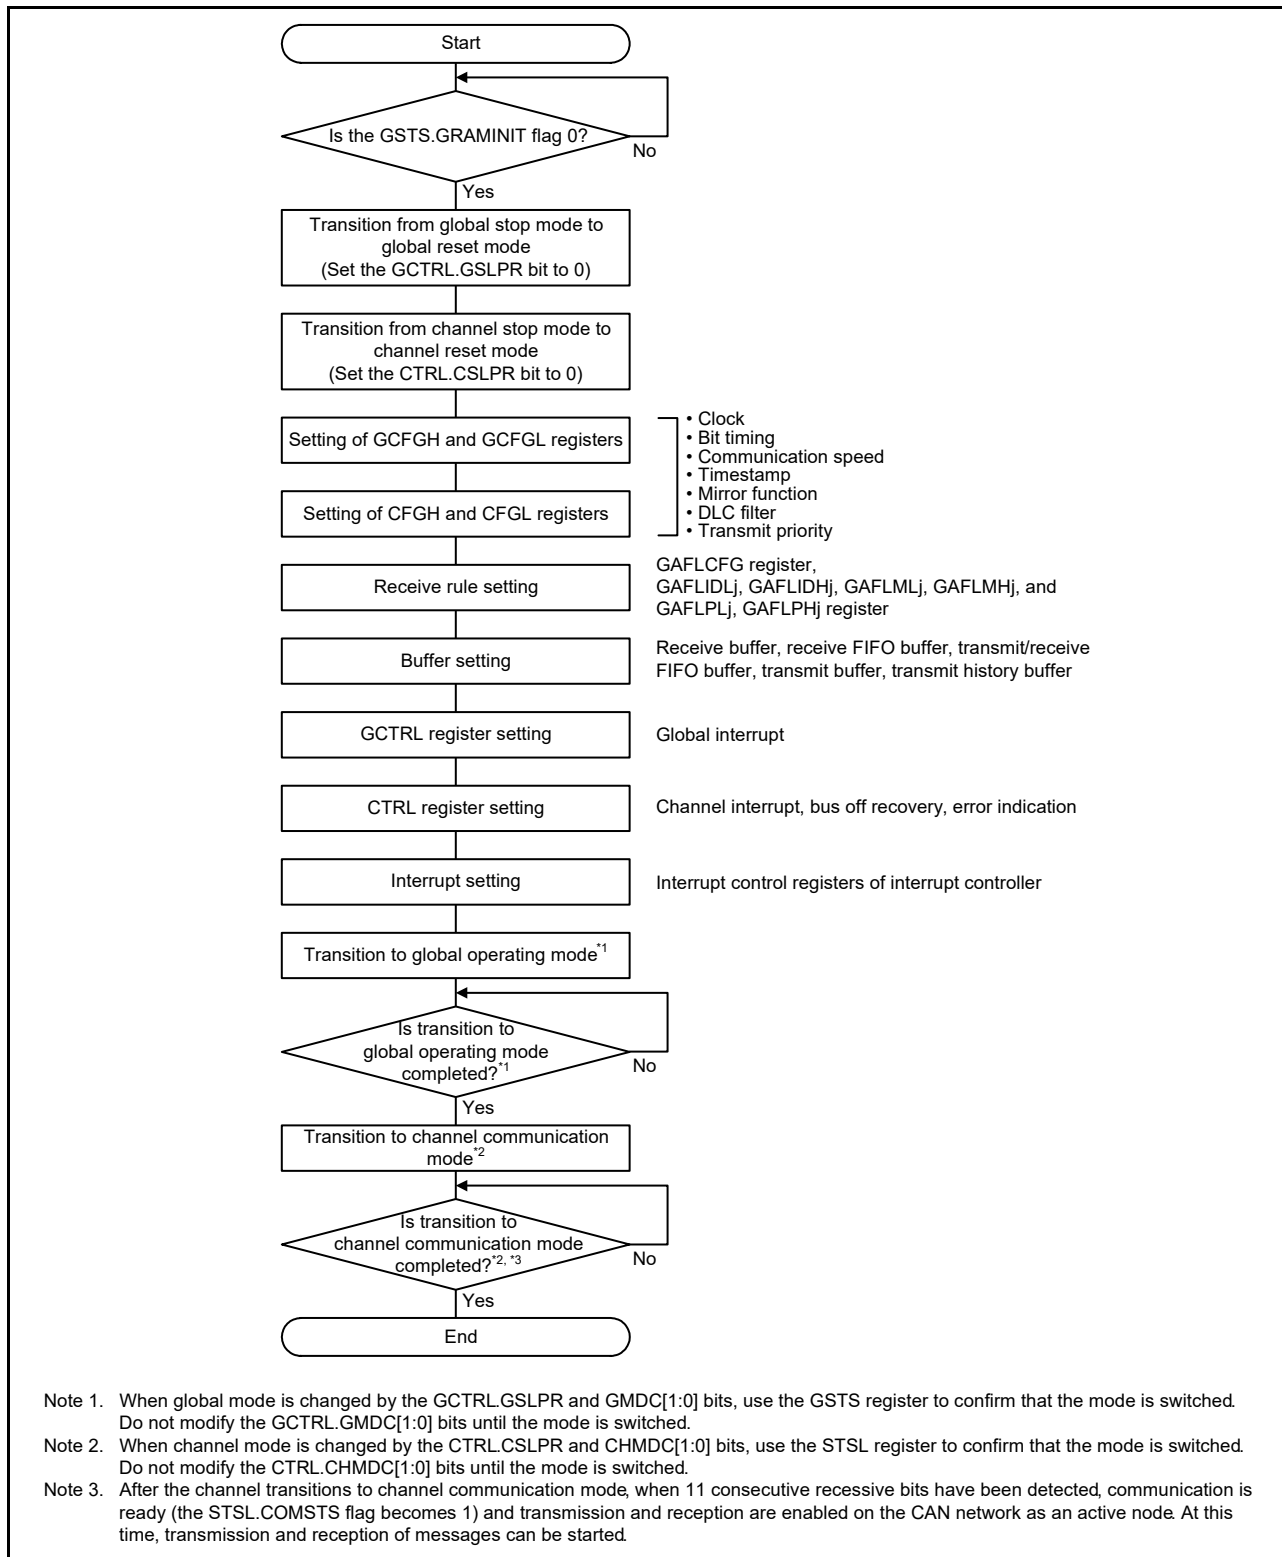 Start
Is the GSTS.GRAMINIT flag 0?
No
Yes
Transition from global stop mode to
global reset mode
(Set the GCTRL.GSLPR bit to 0)
Transition from channel stop mode to
channel reset mode
(Set the CTRL.CSLPR bit to 0)
Setting of GCFGH and GCFGL registers
Setting of CFGH and CFGL registers
• Clock
• Bit timing
• Communication speed
• Timestamp
• Mirror function
• DLC filter
• Transmit priority
Receive rule setting
GAFLCFG register,
GAFLIDLj, GAFLIDHj, GAFLMLj, GAFLMHj, and
GAFLPLj, GAFLPHj register
Buffer setting
Receive buffer, receive FIFO buffer, transmit/receive
FIFO buffer, transmit buffer, transmit history buffer
GCTRL register setting
Global interrupt
CTRL register setting
Channel interrupt, bus off recovery, error indication
Interrupt setting
Interrupt control registers of interrupt controller
Transition to global operating mode*1
Is transition to
global operating mode
completed?*1
No
Yes
Transition to channel communication
mode*2
Is transition to
channel communication mode
completed?*2, *3
No
Yes
End
Note 1. When global mode is changed by the GCTRL.GSLPR and GMDC[1:0] bits, use the GSTS register to confirm that the mode is switched.
Do not modify the GCTRL.GMDC[1:0] bits until the mode is switched.
Note 2. When channel mode is changed by the CTRL.CSLPR and CHMDC[1:0] bits, use the STSL register to confirm that the mode is switched.
Do not modify the CTRL.CHMDC[1:0] bits until the mode is switched.
Note 3. After the channel transitions to channel communication mode, when 11 consecutive recessive bits have been detected, communication is
ready (the STSL.COMSTS flag becomes 1) and transmission and reception are enabled on the CAN network as an active node. At this
time, transmission and reception of messages can be started.